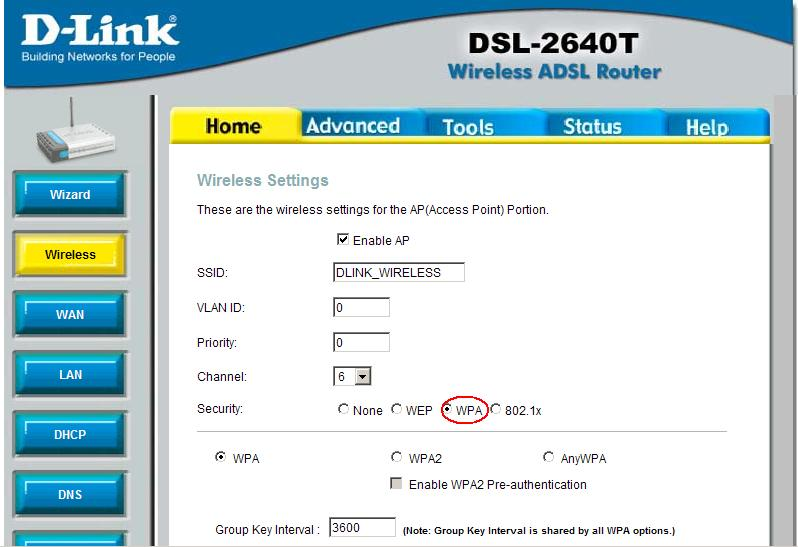 D-Link
Building Networks for People
DSL-2640T
Wireless ADSL Router
Home Advanced Tools Status Help
Wizard
Wireless
WAN
LAN
DHCP
DNS
Wireless Settings
These are the wireless settings for the AP(Access Point) Portion.
Enable AP
SSID: DLINK_WIRELESS
VLAN ID: 0
Priority: 0
Channel: 6
Security: None WEP WPA 802.1x
WPA WPA2 AnyWPA
Enable WPA2 Pre-authentication
Group Key Interval : 3600 (Note: Group Key Interval is shared by all WPA options.)